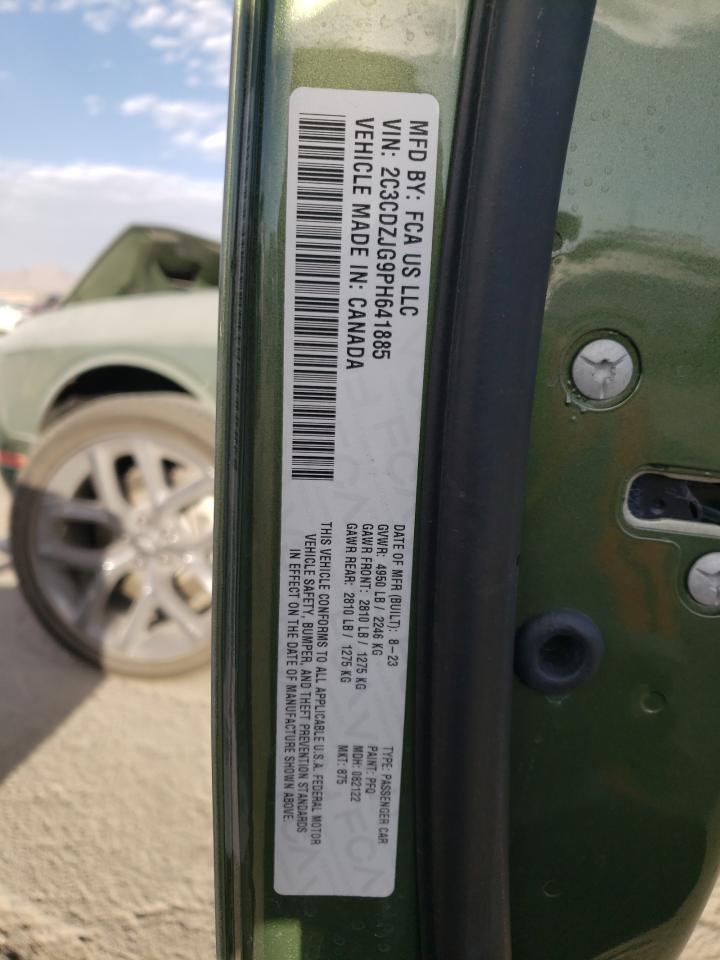 MFD BY: FCA US LLC
VIN: 2C3CDZJG9PH641885
VEHICLE MADE IN: CANADA
DATE OF MFR (BUILT): 8-23
GVWR: 4950 LB / 2246 KG
GAWR FRONT: 2810 LB / 1275 KG
GAWR REAR: 2810 LB / 1275 KG
THIS VEHICLE CONFORMS TO ALL APPLICABLE U.S.A. FEDERAL MOTOR
VEHICLE SAFETY, BUMPER, AND THEFT PREVENTION STANDARDS
IN EFFECT ON THE DATE OF MANUFACTURE SHOWN ABOVE.
TYPE: PASSENGER CAR
PAINT: PFQ
MDH: 082122
MKT: 875